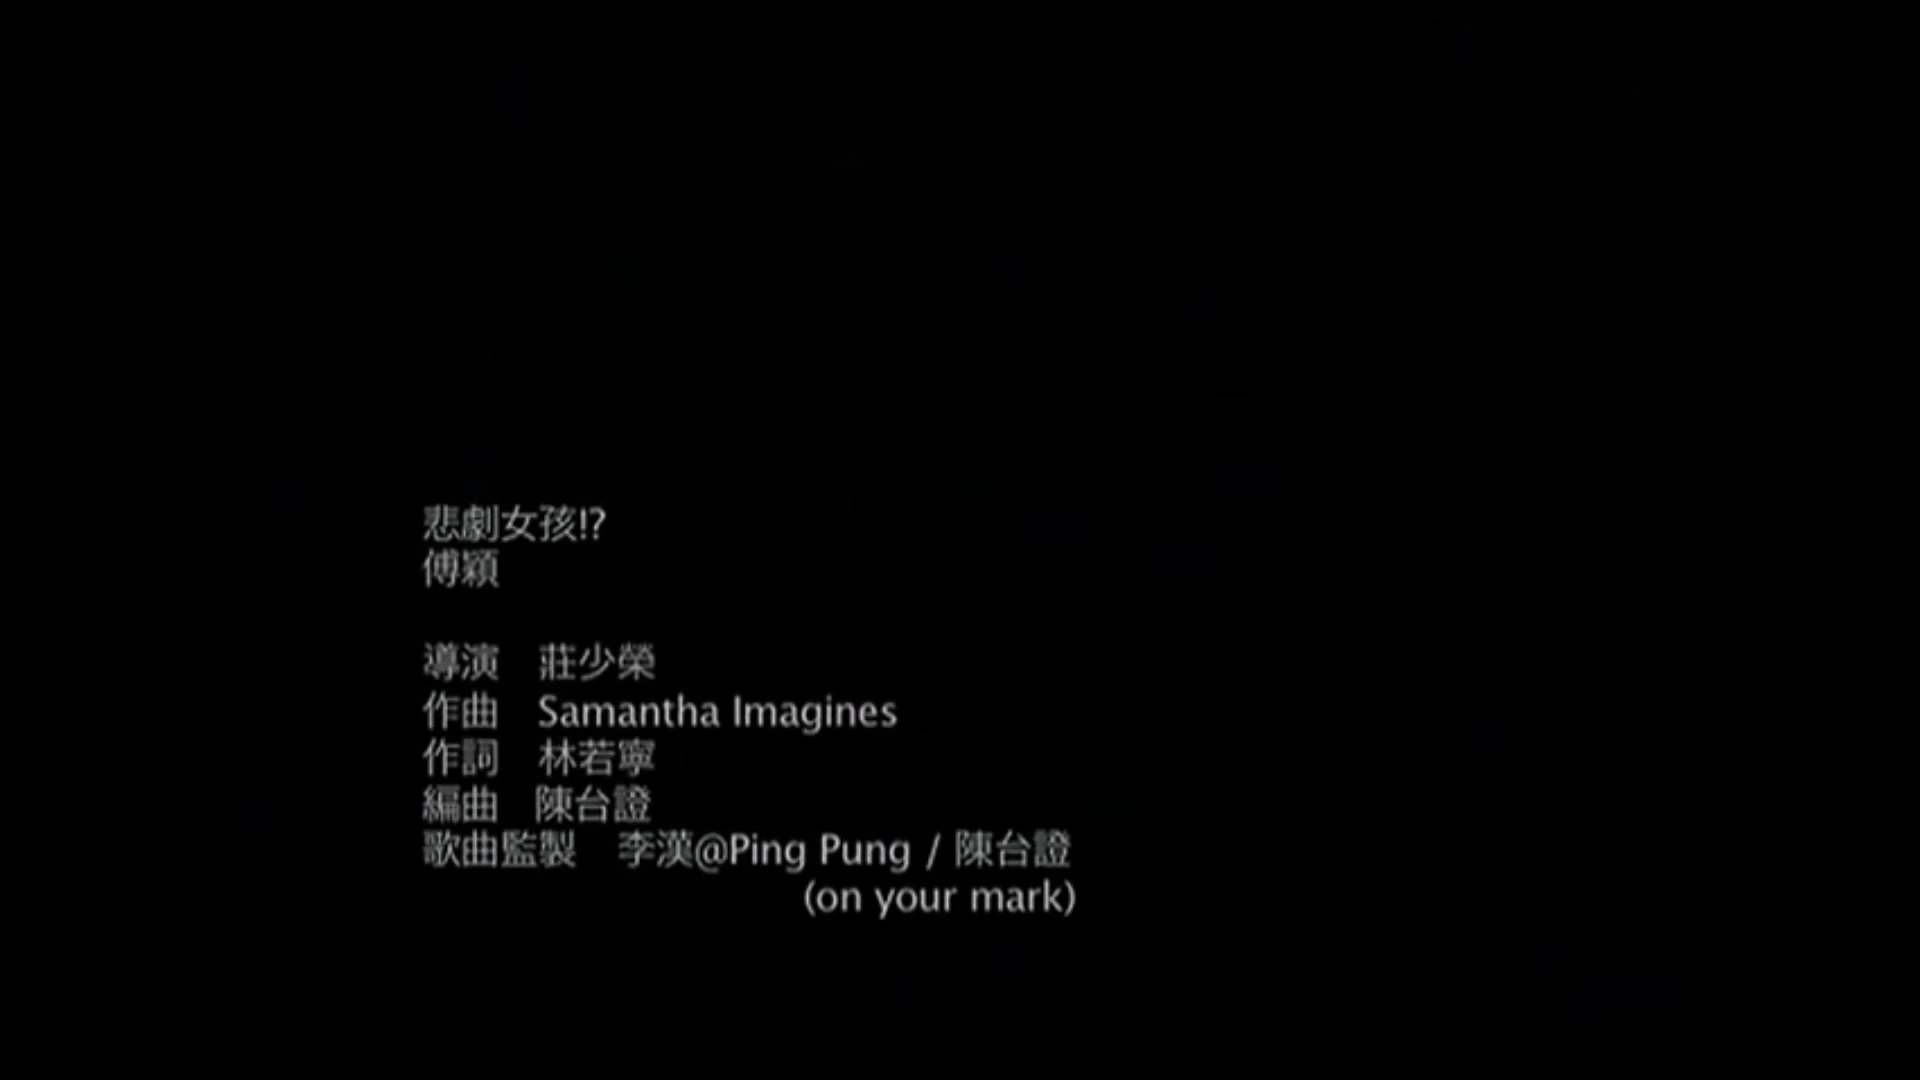 悲劇女孩!?
傅穎
導演　莊少榮
作曲　Samantha Imagines
作詞　林若寧
編曲　陳台證
歌曲監製　李漢@Ping Pung / 陳台證
(on your mark)